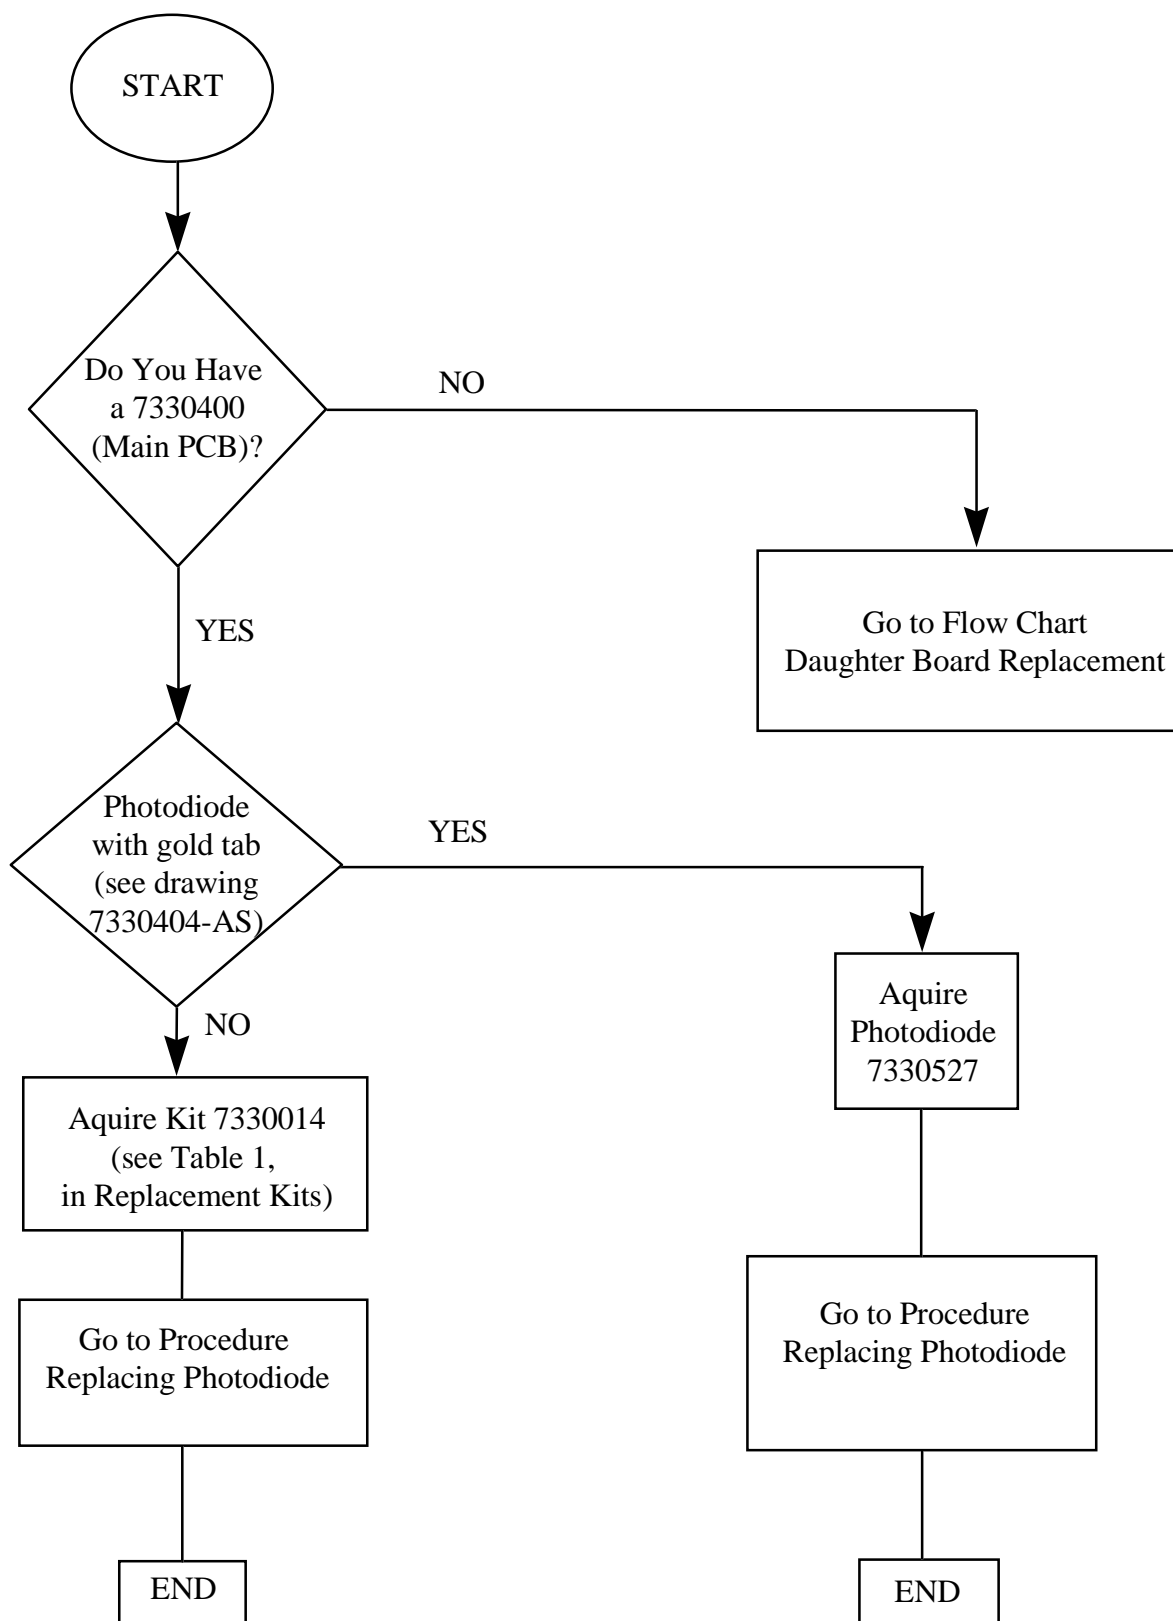 START
Do You Have
a 7330400
(Main PCB)?
NO
YES
Go to Flow Chart
Daughter Board Replacement
Photodiode
with gold tab
(see drawing
7330404-AS)
YES
NO
Aquire
Photodiode
7330527
Aquire Kit 7330014
(see Table 1,
in Replacement Kits)
Go to Procedure
Replacing Photodiode
Go to Procedure
Replacing Photodiode
END
END